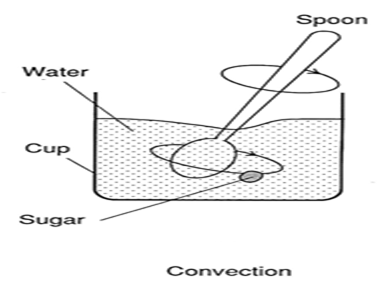 Spoon
Water
Cup
Sugar
Convection